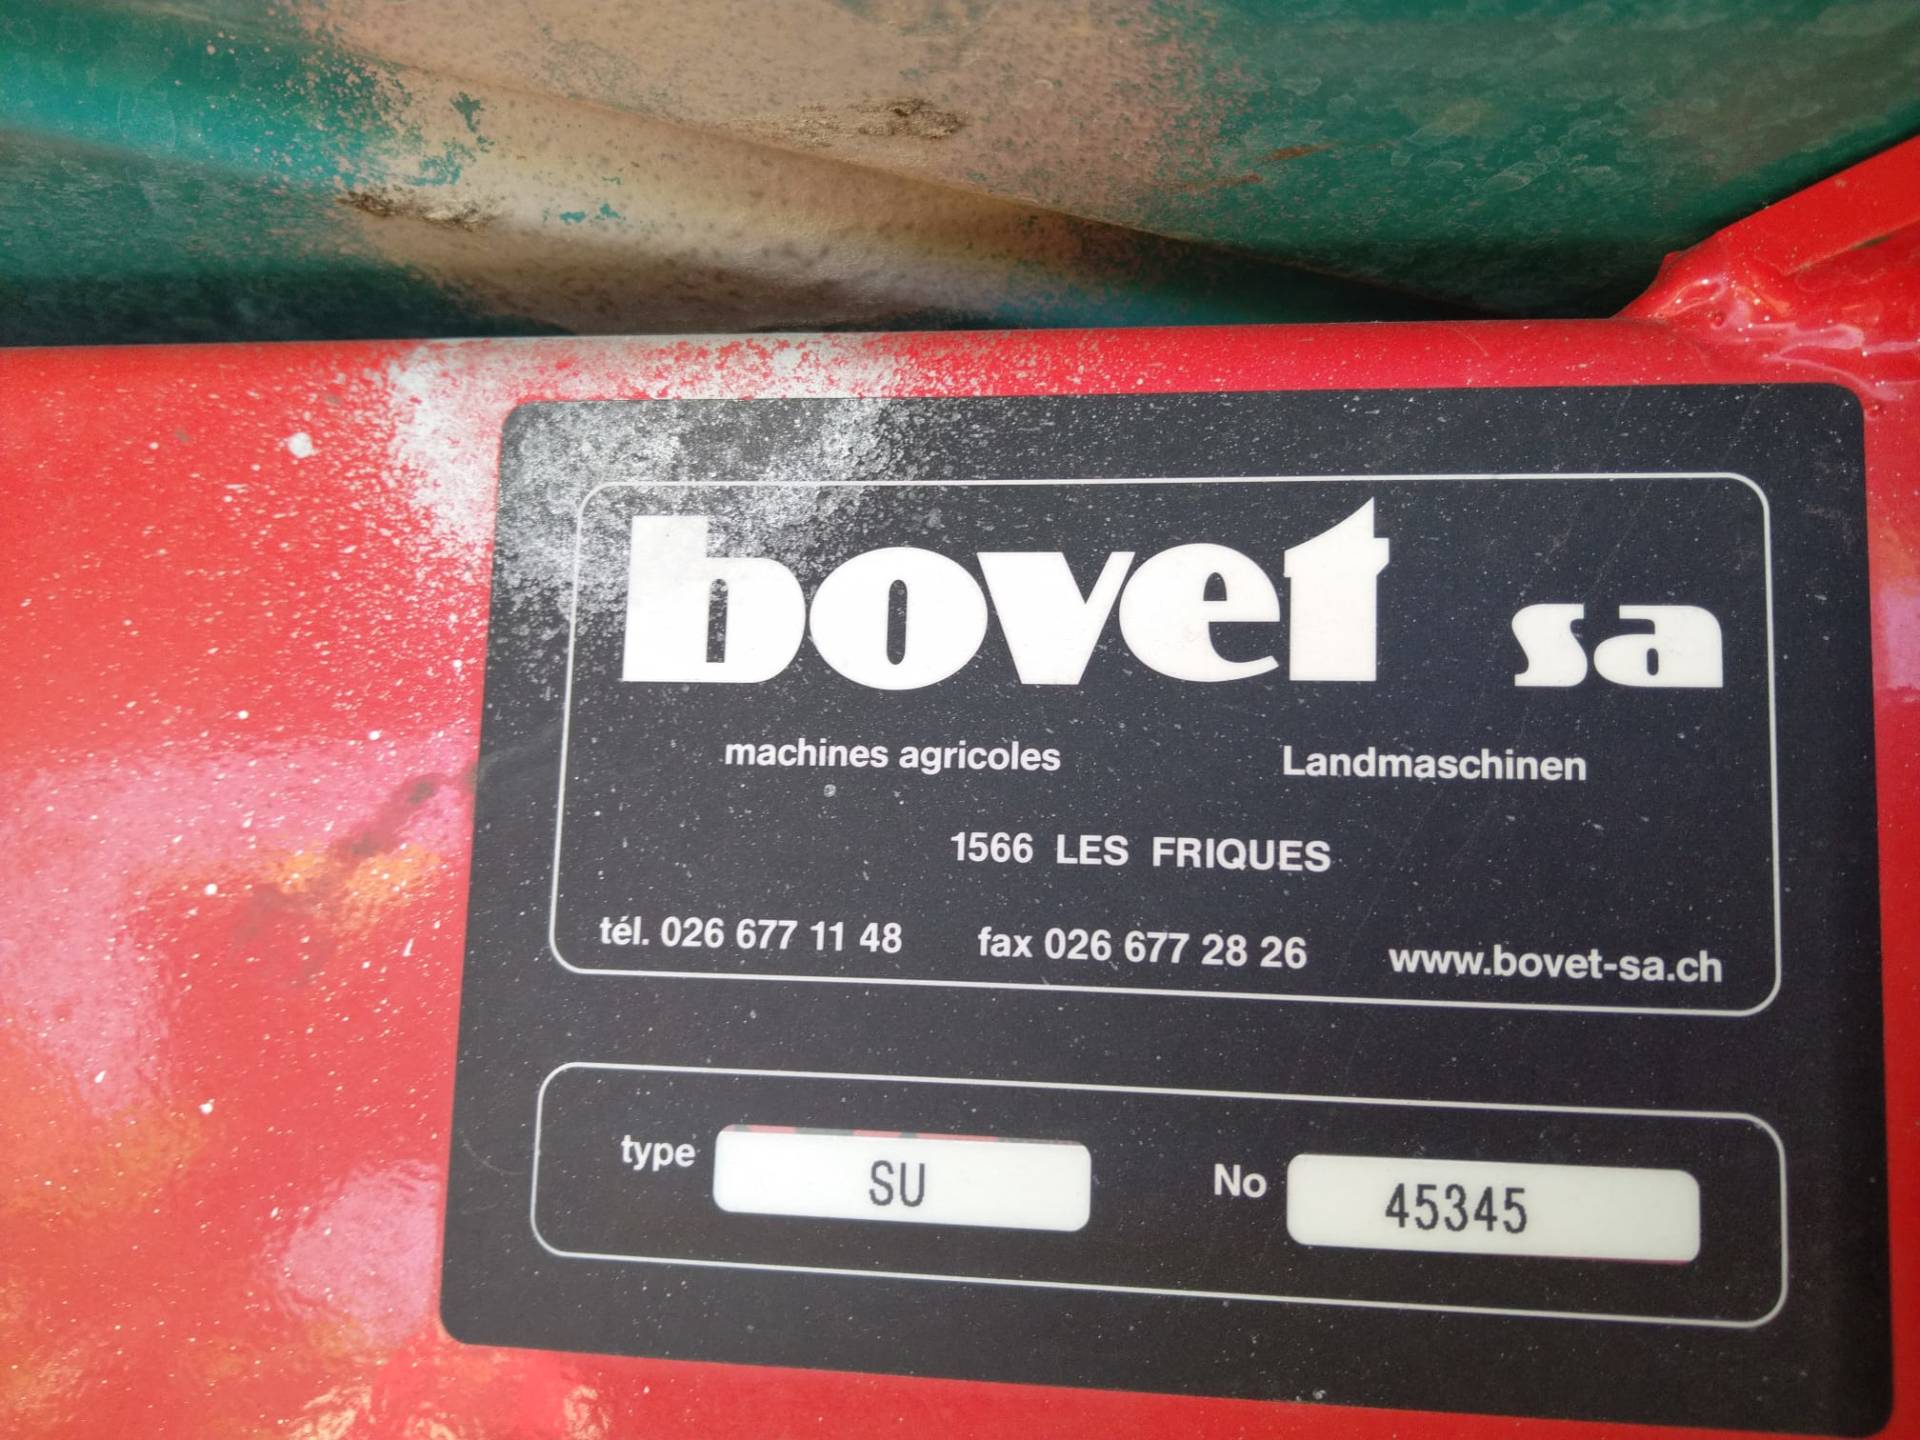 bovet sa
machines agricoles Landmaschinen
1566 LES FRIQUES
tél. 026 677 11 48 fax 026 677 28 26 www.bovet-sa.ch
type SU No 45345